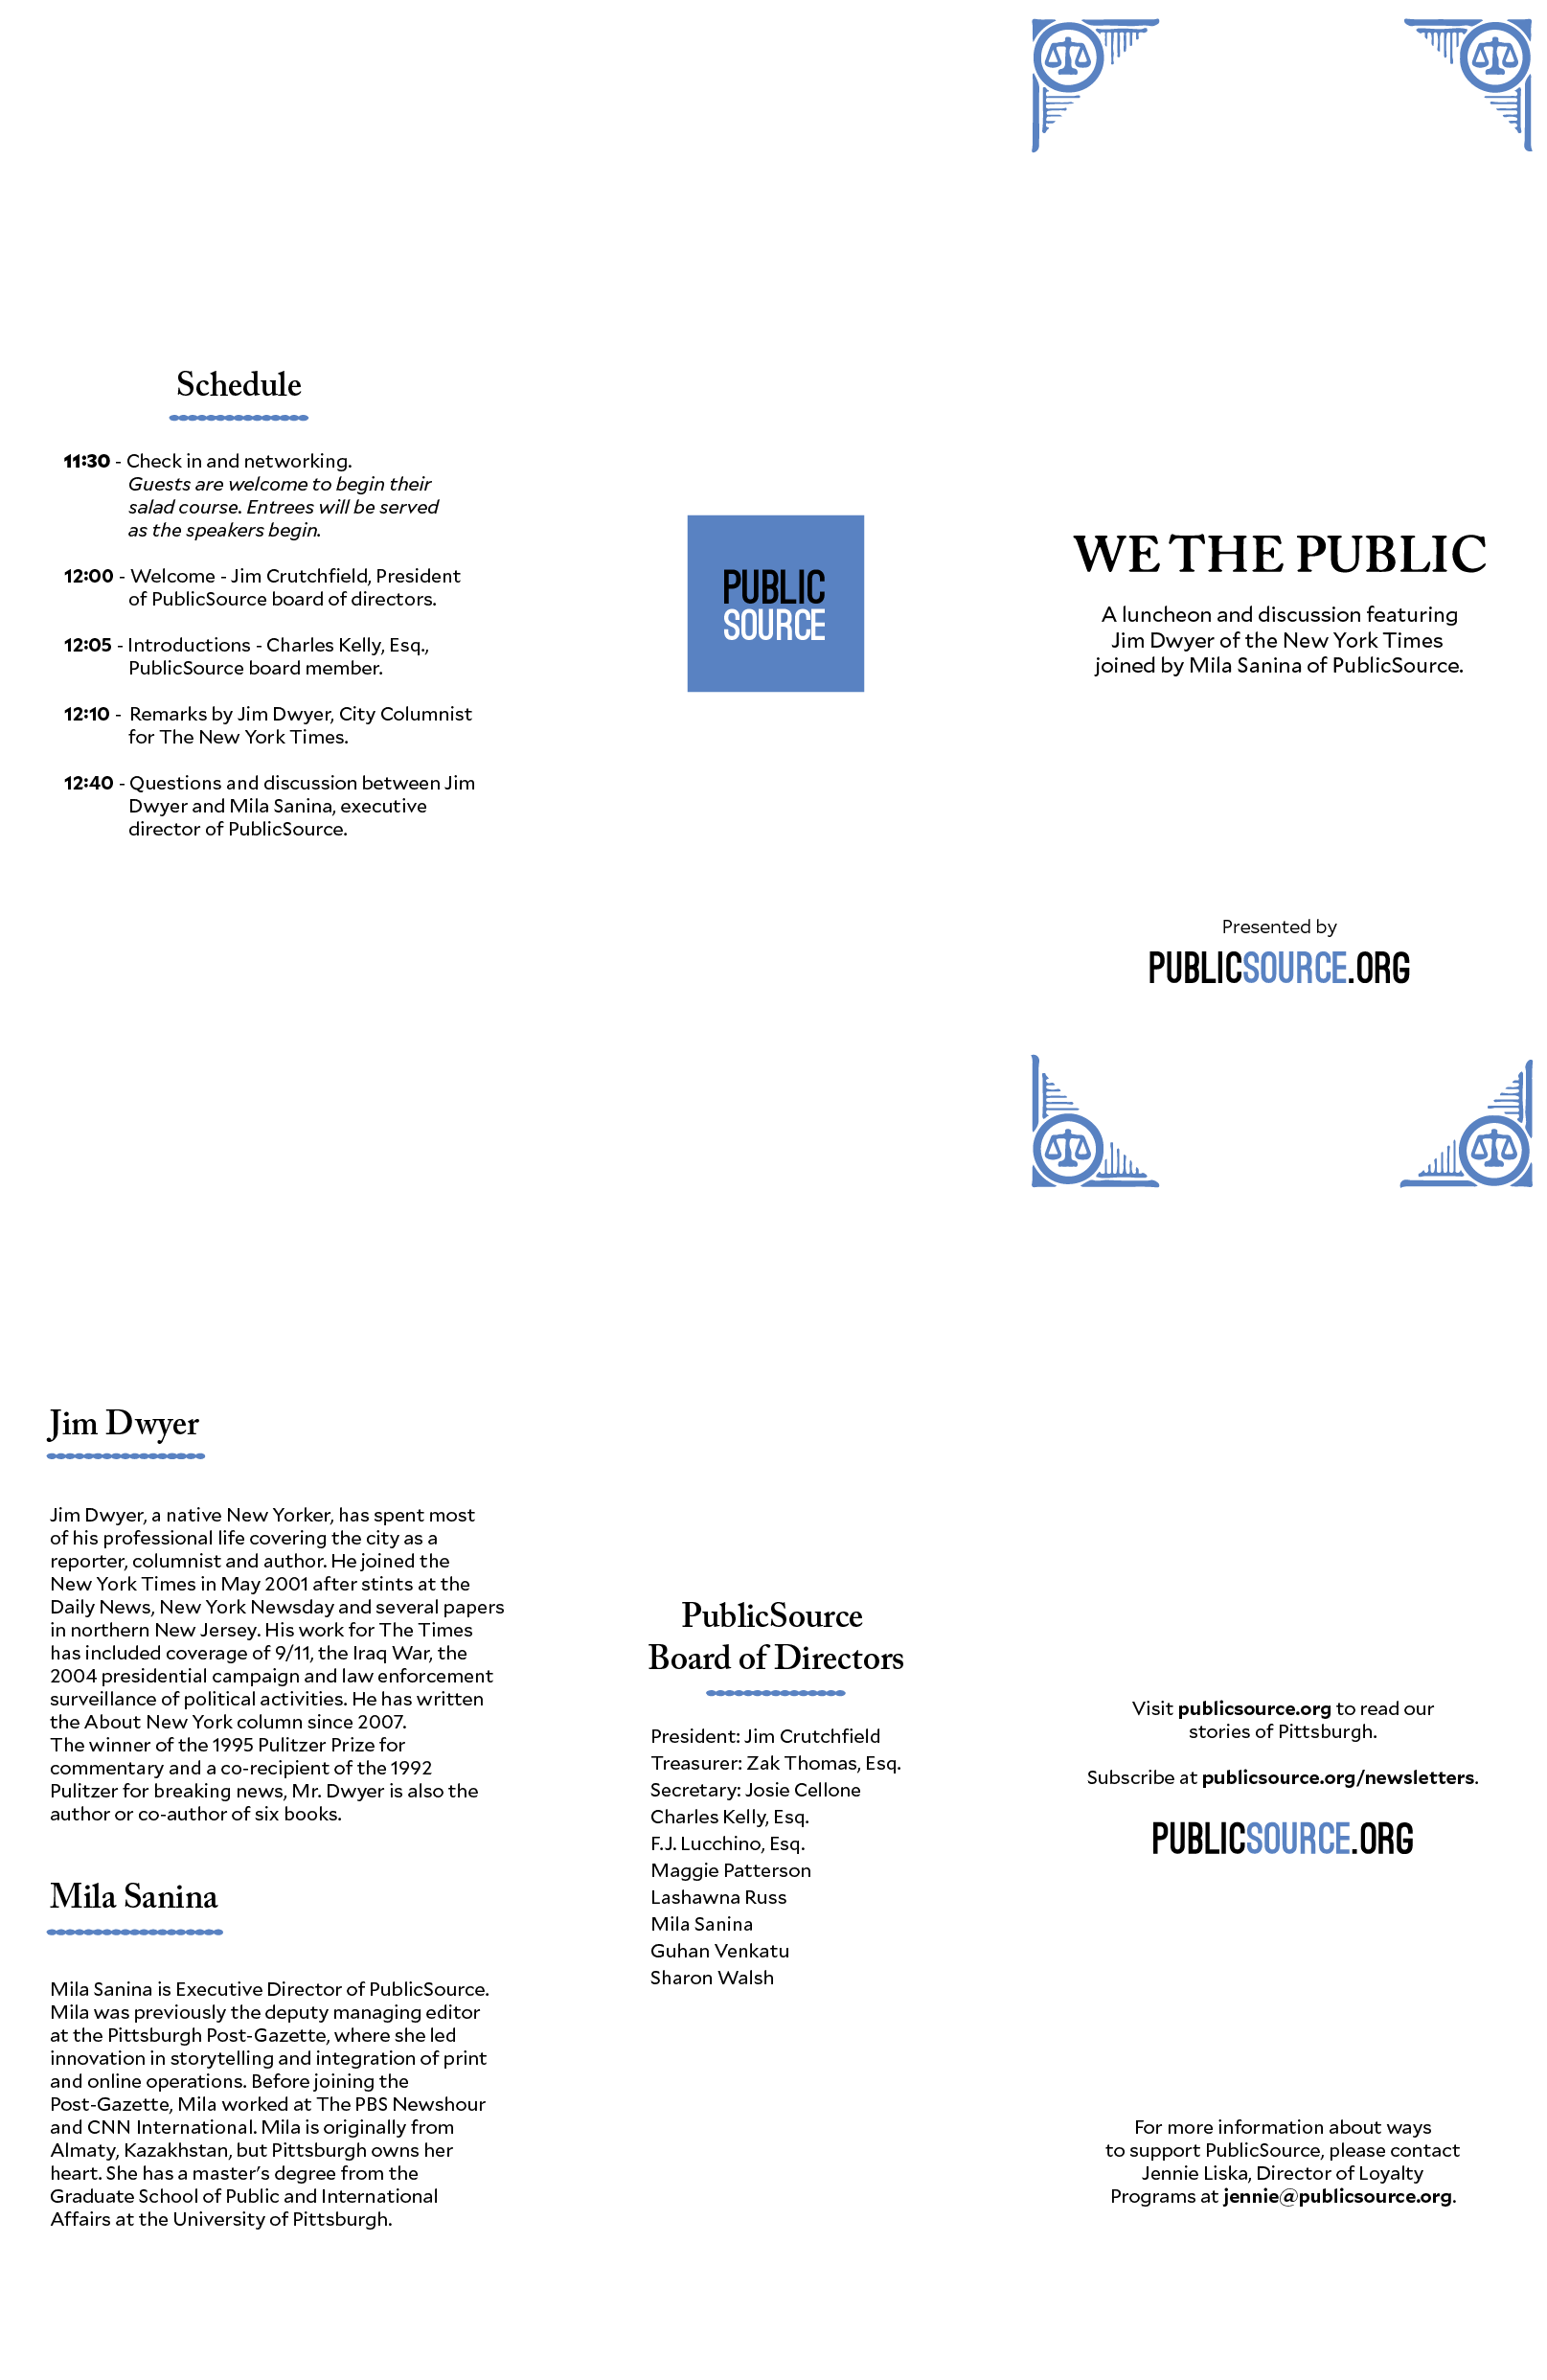 Schedule
11:30 - Check in and networking.
Guests are welcome to begin their
salad course. Entrees will be served
as the speakers begin.
12:00 - Welcome - Jim Crutchfield, President
of PublicSource board of directors.
12:05 - Introductions - Charles Kelly, Esq.,
PublicSource board member.
12:10 - Remarks by Jim Dwyer, City Columnist
for The New York Times.
12:40 - Questions and discussion between Jim
Dwyer and Mila Sanina, executive
director of PublicSource.
PUBLIC
SOURCE
WE THE PUBLIC
A luncheon and discussion featuring
Jim Dwyer of the New York Times
joined by Mila Sanina of PublicSource.
Presented by
PUBLICSOURCE.ORG
Jim Dwyer
Jim Dwyer, a native New Yorker, has spent most
of his professional life covering the city as a
reporter, columnist and author. He joined the
New York Times in May 2001 after stints at the
Daily News, New York Newsday and several papers
in northern New Jersey. His work for The Times
has included coverage of 9/11, the Iraq War, the
2004 presidential campaign and law enforcement
surveillance of political activities. He has written
the About New York column since 2007.
The winner of the 1995 Pulitzer Prize for
commentary and a co-recipient of the 1992
Pulitzer for breaking news, Mr. Dwyer is also the
author or co-author of six books.
Mila Sanina
Mila Sanina is Executive Director of PublicSource.
Mila was previously the deputy managing editor
at the Pittsburgh Post-Gazette, where she led
innovation in storytelling and integration of print
and online operations. Before joining the
Post-Gazette, Mila worked at The PBS Newshour
and CNN International. Mila is originally from
Almaty, Kazakhstan, but Pittsburgh owns her
heart. She has a master's degree from the
Graduate School of Public and International
Affairs at the University of Pittsburgh.
PublicSource
Board of Directors
President: Jim Crutchfield
Treasurer: Zak Thomas, Esq.
Secretary: Josie Cellone
Charles Kelly, Esq.
F.J. Lucchino, Esq.
Maggie Patterson
Lashawna Russ
Mila Sanina
Guhan Venkatu
Sharon Walsh
Visit publicsource.org to read our
stories of Pittsburgh.
Subscribe at publicsource.org/newsletters.
PUBLICSOURCE.ORG
For more information about ways
to support PublicSource, please contact
Jennie Liska, Director of Loyalty
Programs at jennie@publicsource.org.